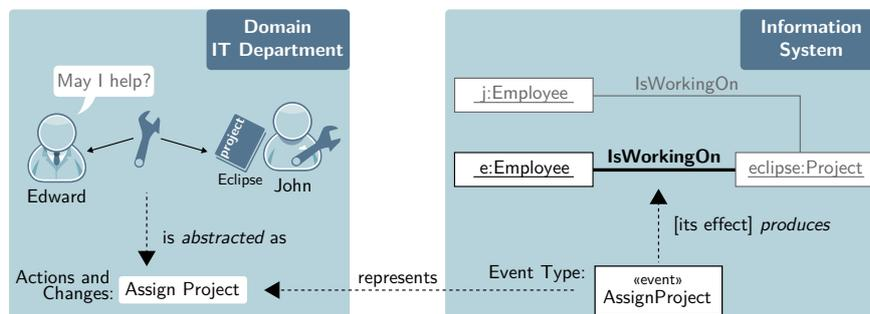 Domain
IT Department
May I help?
project
Eclipse
Edward
John
is abstracted as
Actions and
Changes:
Assign Project
represents
Information
System
j:Employee
IsWorkingOn
e:Employee
IsWorkingOn
eclipse:Project
[its effect] produces
Event Type:
«event»
AssignProject